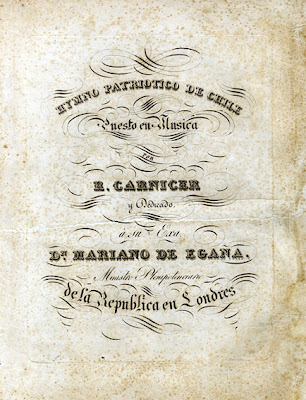 HYMNO PATRIOTICO DE CHILE
Puesto en Musica
POR
R. CARNICER
y Dedicado
á sa Exa.
Dn. MARIANO DE EGAÑA.
Ministro Plenipotenciario
de la Republica en Londres